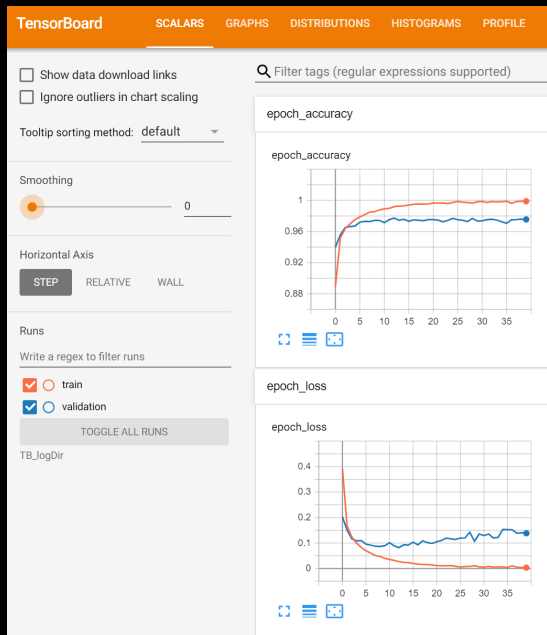 TensorBoard SCALARS GRAPHS DISTRIBUTIONS HISTOGRAMS PROFILE
Show data download links
Ignore outliers in chart scaling
Tooltip sorting method: default
Smoothing
0
Horizontal Axis
STEP RELATIVE WALL
Runs
Write a regex to filter runs
train
validation
TOGGLE ALL RUNS
TB_logDir
Filter tags (regular expressions supported)
epoch_accuracy
epoch_accuracy
1
0.96
0.92
0.88
0 5 10 15 20 25 30 35
epoch_loss
epoch_loss
0.4
0.3
0.2
0.1
0
0 5 10 15 20 25 30 35